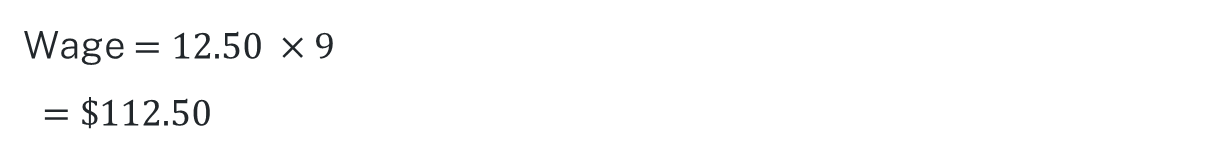 Wage = 12.50 × 9
= $112.50